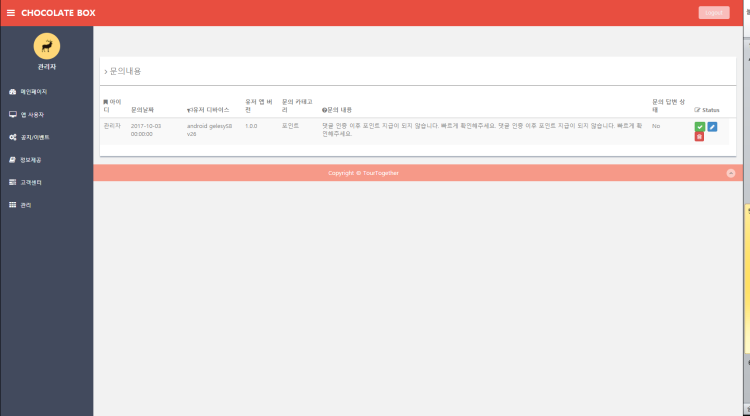 CHOCOLATE BOX
Logout
관리자
메인페이지
앱 사용자
공지/이벤트
정보제공
고객센터
관리
> 문의내용
아이디
문의날짜
유저 디바이스
유저 앱 버전
문의 카테고리
문의 내용
문의 답변 상태
Status
관리자
2017-10-03 00:00:00
android galaxyS8 v28
1.0.0
포인트
댓글 인증 이후 포인트 지급이 되지 않습니다. 빠르게 확인해주세요. 댓글 인증 이후 포인트 지급이 되지 않습니다. 빠르게 확
인해주세요.
No
Copyright © TourTogether